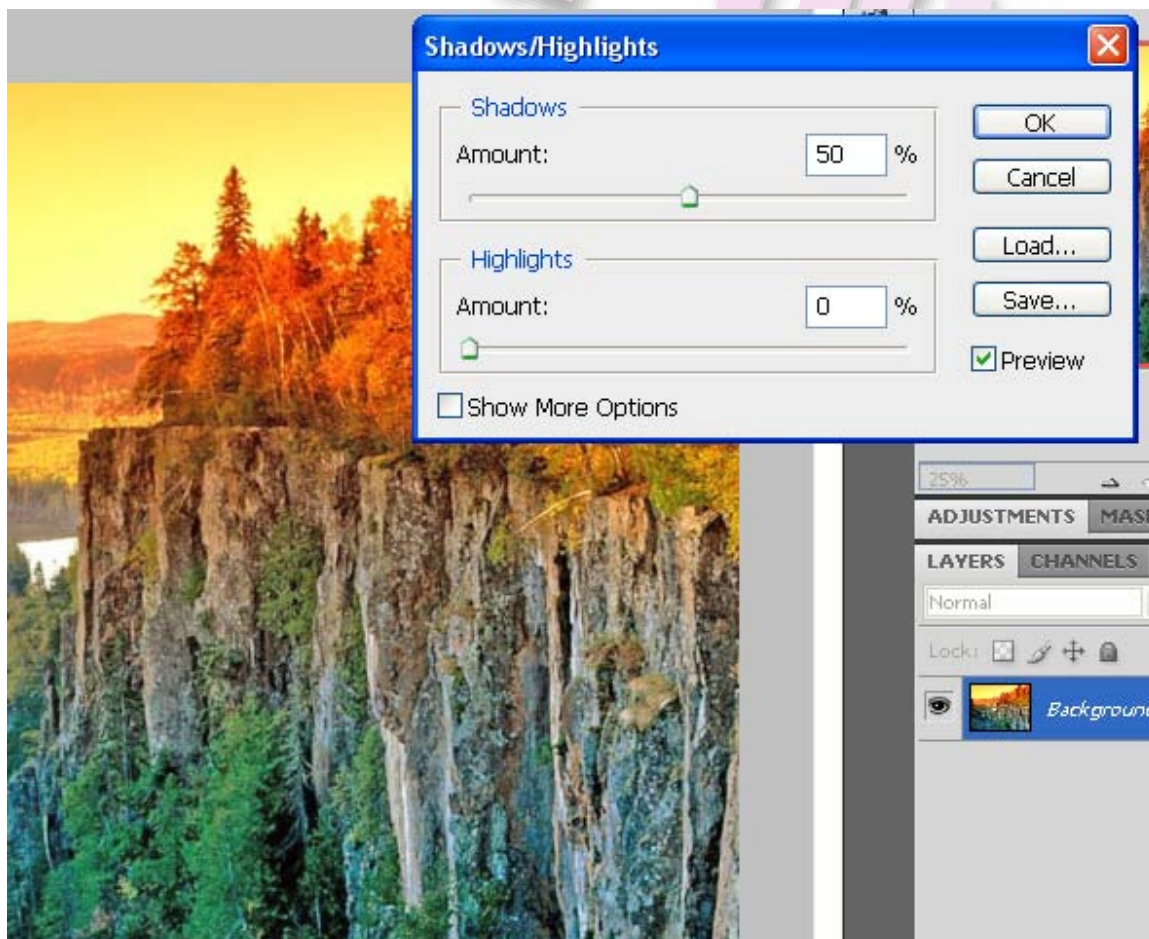 Shadows/Highlights
Shadows
Amount:
50 %
Highlights
Amount:
0 %
Show More Options
OK
Cancel
Load...
Save...
Preview
25%
ADJUSTMENTS
LAYERS CHANNELS
Normal
Lock:
Background